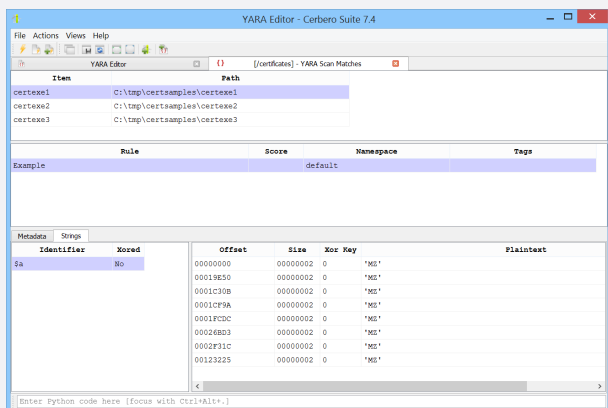 YARA Editor - Cerbero Suite 7.4
File Actions Views Help
YARA Editor
[/certificates] - YARA Scan Matches
Item Path
certexe1 C:\tmp\certsamples\certexe1
certexe2 C:\tmp\certsamples\certexe2
certexe3 C:\tmp\certsamples\certexe3
Rule Score Namespace Tags
Example default
Metadata Strings
Identifier Xored
$a No
Offset Size Xor Key Plaintext
00000000 00000002 0 'MZ'
00019E50 00000002 0 'MZ'
0001C30B 00000002 0 'MZ'
0001CF9A 00000002 0 'MZ'
0001FCDC 00000002 0 'MZ'
00026BD3 00000002 0 'MZ'
0002F31C 00000002 0 'MZ'
00123225 00000002 0 'MZ'
Enter Python code here [focus with Ctrl+Alt+.]